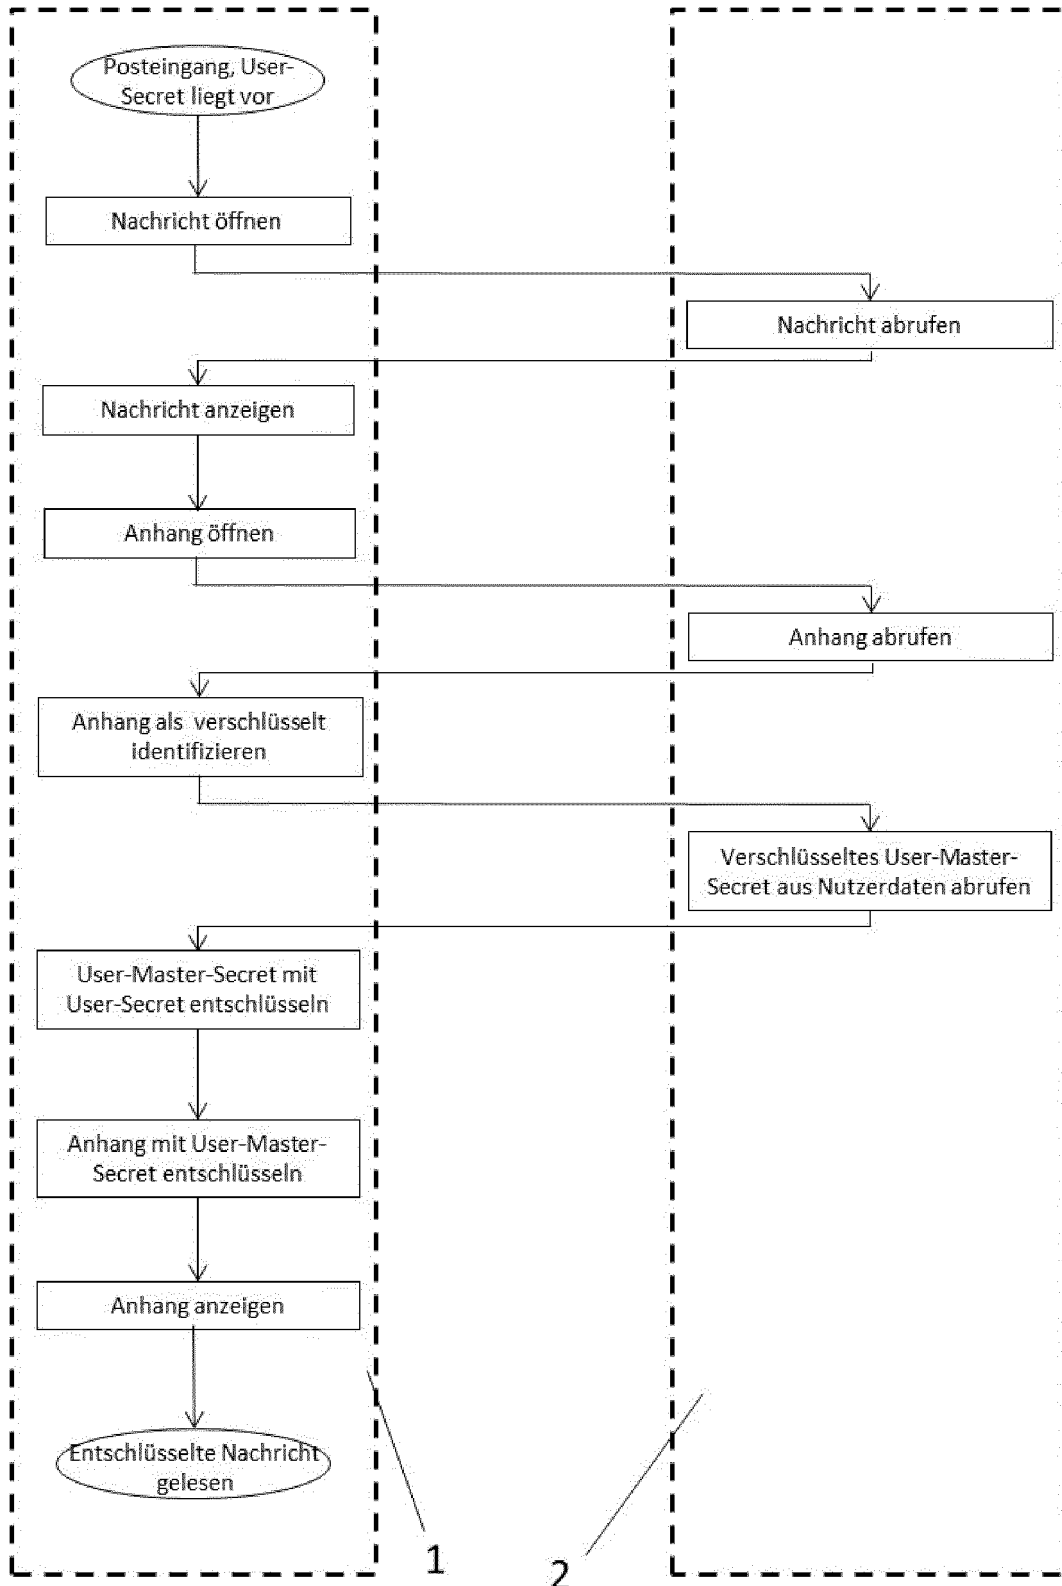 Posteingang, User-
Secret liegt vor
Nachricht öffnen
Nachricht abrufen
Nachricht anzeigen
Anhang öffnen
Anhang abrufen
Anhang als verschlüsselt
identifizieren
Verschlüsseltes User-Master-
Secret aus Nutzerdaten abrufen
User-Master-Secret mit
User-Secret entschlüsseln
Anhang mit User-Master-
Secret entschlüsseln
Anhang anzeigen
Entschlüsselte Nachricht
gelesen
1
2